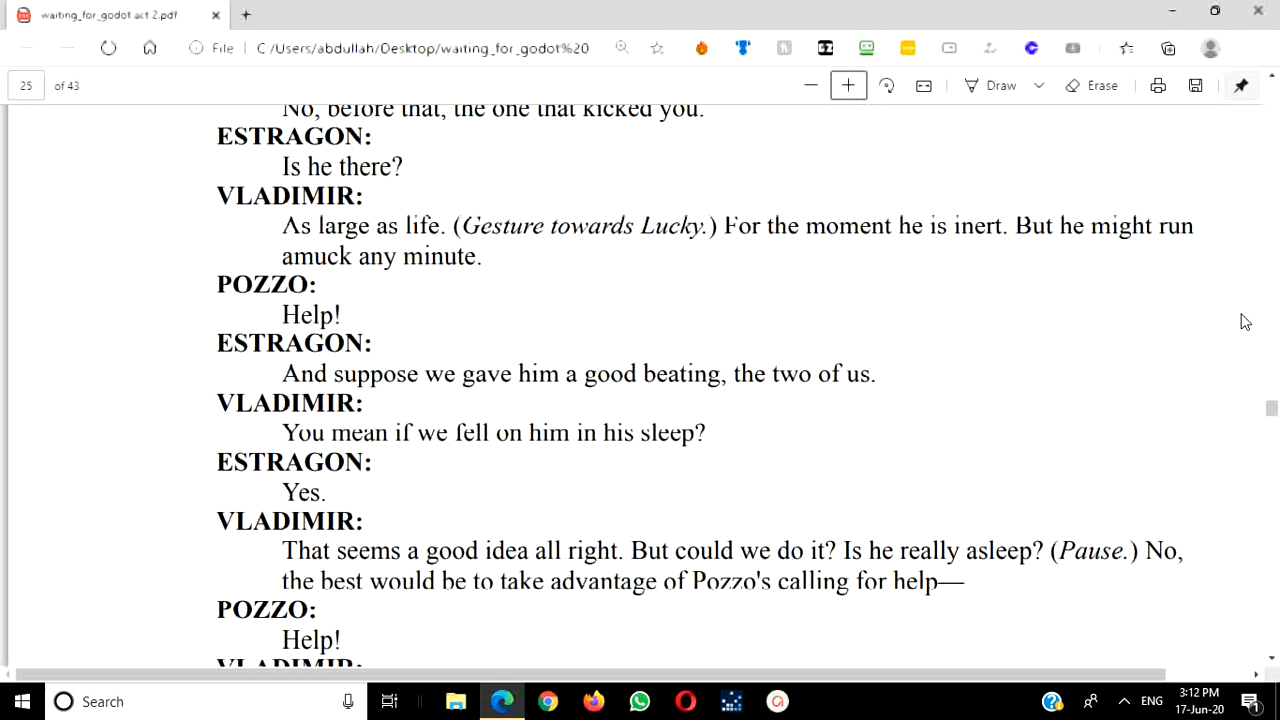 waiting_for_godot act 2.pdf
File
C:/Users/abdullah/Desktop/waiting_for_godot%20
25 of 43
Draw
Erase
No, before that, the one that kicked you.
ESTRAGON:
Is he there?
VLADIMIR:
As large as life. (Gesture towards Lucky.) For the moment he is inert. But he might run
amuck any minute.
POZZO:
Help!
ESTRAGON:
And suppose we gave him a good beating, the two of us.
VLADIMIR:
You mean if we fell on him in his sleep?
ESTRAGON:
Yes.
VLADIMIR:
That seems a good idea all right. But could we do it? Is he really asleep? (Pause.) No,
the best would be to take advantage of Pozzo's calling for help—
POZZO:
Help!
VLADIMIR:
Search
ENG
3:12 PM
17-Jun-20
1